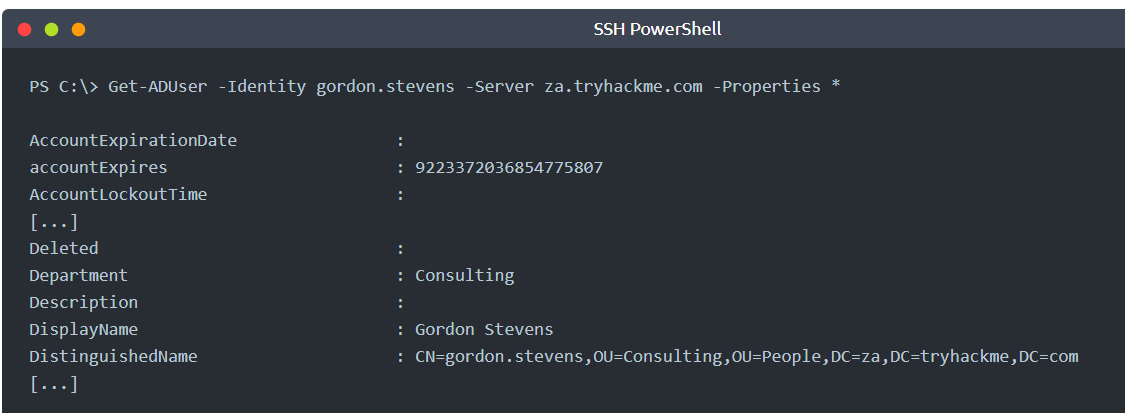 SSH PowerShell
PS C:\> Get-ADUser -Identity gordon.stevens -Server za.tryhackme.com -Properties *
AccountExpirationDate :
accountExpires : 9223372036854775807
AccountLockoutTime :
[...]
Deleted :
Department : Consulting
Description :
DisplayName : Gordon Stevens
DistinguishedName : CN=gordon.stevens,OU=Consulting,OU=People,DC=za,DC=tryhackme,DC=com
[...]